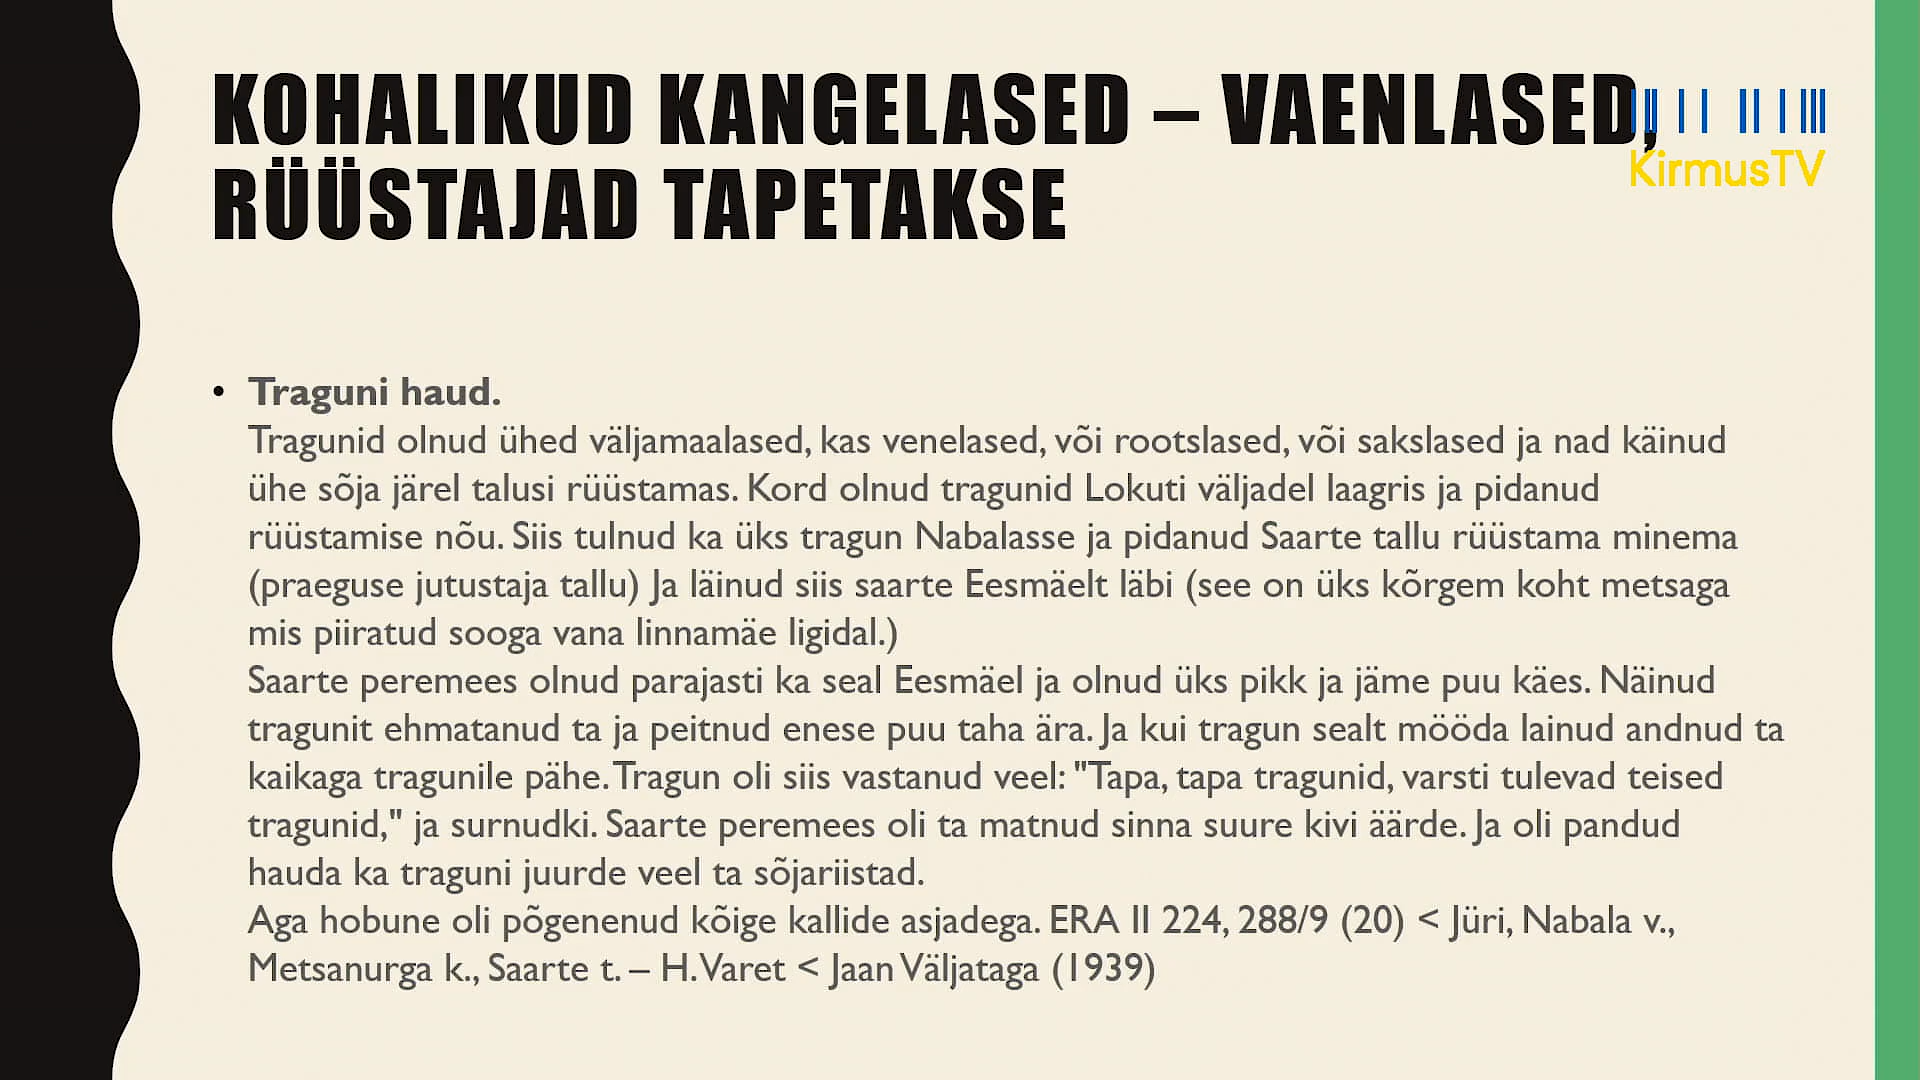 KOHALIKUD KANGELASED – VAENLASED,
RÜÜSTAJAD TAPETAKSE
KirmusTV
• Traguni haud.
Tragunid olnud ühed väljamaalased, kas venelased, või rootslased, või sakslased ja nad käinud
ühe sõja järel talusi rüüstamas. Kord olnud tragunid Lokuti väljadel laagris ja pidanud
rüüstamise nõu. Siis tulnud ka üks tragun Nabalasse ja pidanud Saarte tallu rüüstama minema
(praeguse jutustaja tallu) Ja läinud siis saarte Eesmäelt läbi (see on üks kõrgem koht metsaga
mis piiratud sooga vana linnamäe ligidal.)
Saarte peremees olnud parajasti ka seal Eesmäel ja olnud üks pikk ja jäme puu käes. Näinud
tragunit ehmatanud ta ja peitnud enese puu taha ära. Ja kui tragun sealt mööda lainud andnud ta
kaikaga tragunile pähe. Tragun oli siis vastanud veel: "Tapa, tapa tragunid, varsti tulevad teised
tragunid," ja surnudki. Saarte peremees oli ta matnud sinna suure kivi äärde. Ja oli pandud
hauda ka traguni juurde veel ta sõjariistad.
Aga hobune oli põgenenud kõige kallide asjadega. ERA II 224, 288/9 (20) < Jüri, Nabala v.,
Metsanurga k., Saarte t. – H. Varet < Jaan Väljataga (1939)